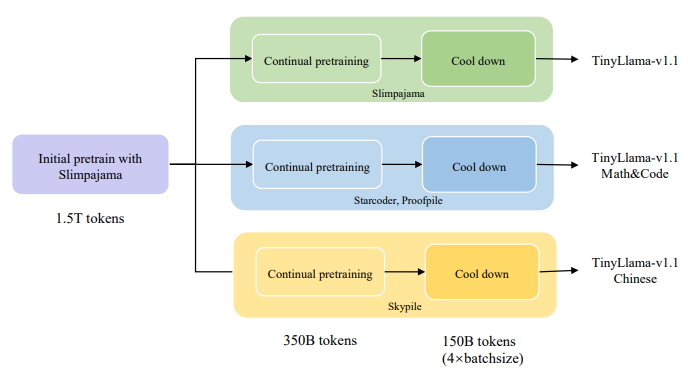 Continual pretraining
Cool down
TinyLlama-v1.1
Slimpajama
Initial pretrain with
Slimpajama
1.5T tokens
Continual pretraining
Cool down
TinyLlama-v1.1
Math&Code
Starcoder, Proofpile
Continual pretraining
Cool down
TinyLlama-v1.1
Chinese
Skypile
350B tokens
150B tokens
(4×batchsize)